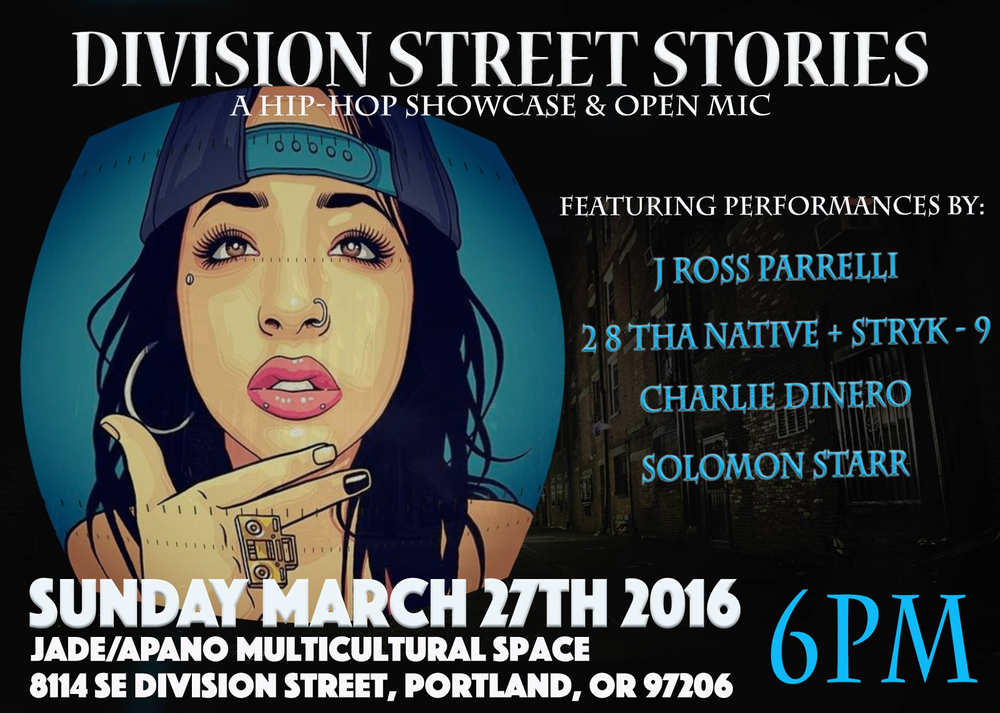 DIVISION STREET STORIES
A HIP-HOP SHOWCASE & OPEN MIC
FEATURING PERFORMANCES BY:
J ROSS PARRELLI
2 8 THA NATIVE + STRYK - 9
CHARLIE DINERO
SOLOMON STARR
SUNDAY MARCH 27TH 2016
6PM
JADE/APANO MULTICULTURAL SPACE
8114 SE DIVISION STREET, PORTLAND, OR 97206